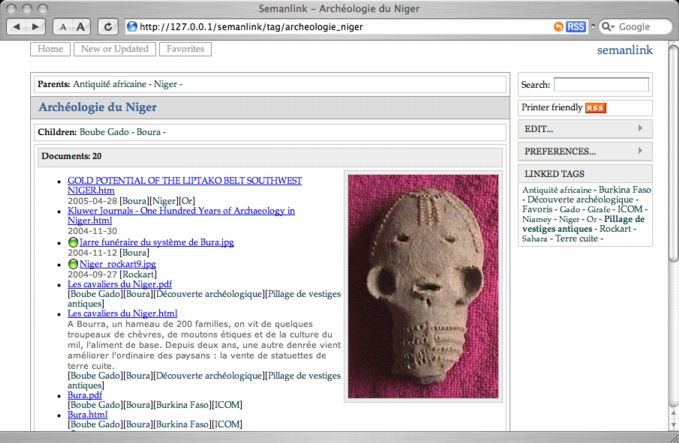 Semanlink – Archéologie du Niger
A A http://127.0.0.1/semanlink/tag/archeologie_niger RSS Google
Home New or Updated Favorites semanlink
Parents: Antiquité africaine - Niger -
Archéologie du Niger
Children: Boube Gado - Boura -
Documents: 20
GOLD POTENTIAL OF THE LIPTAKO BELT SOUTHWEST
NIGER.htm
2005-04-28 [Boura][Niger][Or]
Kluwer Journals - One Hundred Years of Archaeology in
Niger.html
2004-11-30
Jarre funéraire du système de Bura.jpg
2004-11-12 [Boura]
Niger_rockart9.jpg
2004-09-27 [Rockart]
Les cavaliers du Niger.pdf
[Boube Gado][Boura][Découverte archéologique][Pillage de vestiges
antiques]
Les cavaliers du Niger.html
A Bourra, un hameau de 200 familles, on vit de quelques
troupeaux de chèvres, de moutons étiques et de la culture du
mil, l'aliment de base. Depuis deux ans, une autre denrée vient
améliorer l'ordinaire des paysans : la vente de statuettes de
terre cuite.
[Boube Gado][Boura][Découverte archéologique][Pillage de vestiges
antiques]
Bura.pdf
[Boube Gado][Boura][Burkina Faso][ICOM]
Bura.html
[Boube Gado][Boura][Burkina Faso][ICOM]
Search:
Printer friendly RSS
EDIT...
PREFERENCES...
LINKED TAGS
Antiquité africaine - Burkina Faso
- Découverte archéologique -
Favoris - Gado - Girafe - ICOM -
Niamey - Niger - Or - Pillage de
vestiges antiques - Rockart -
Sahara - Terre cuite -